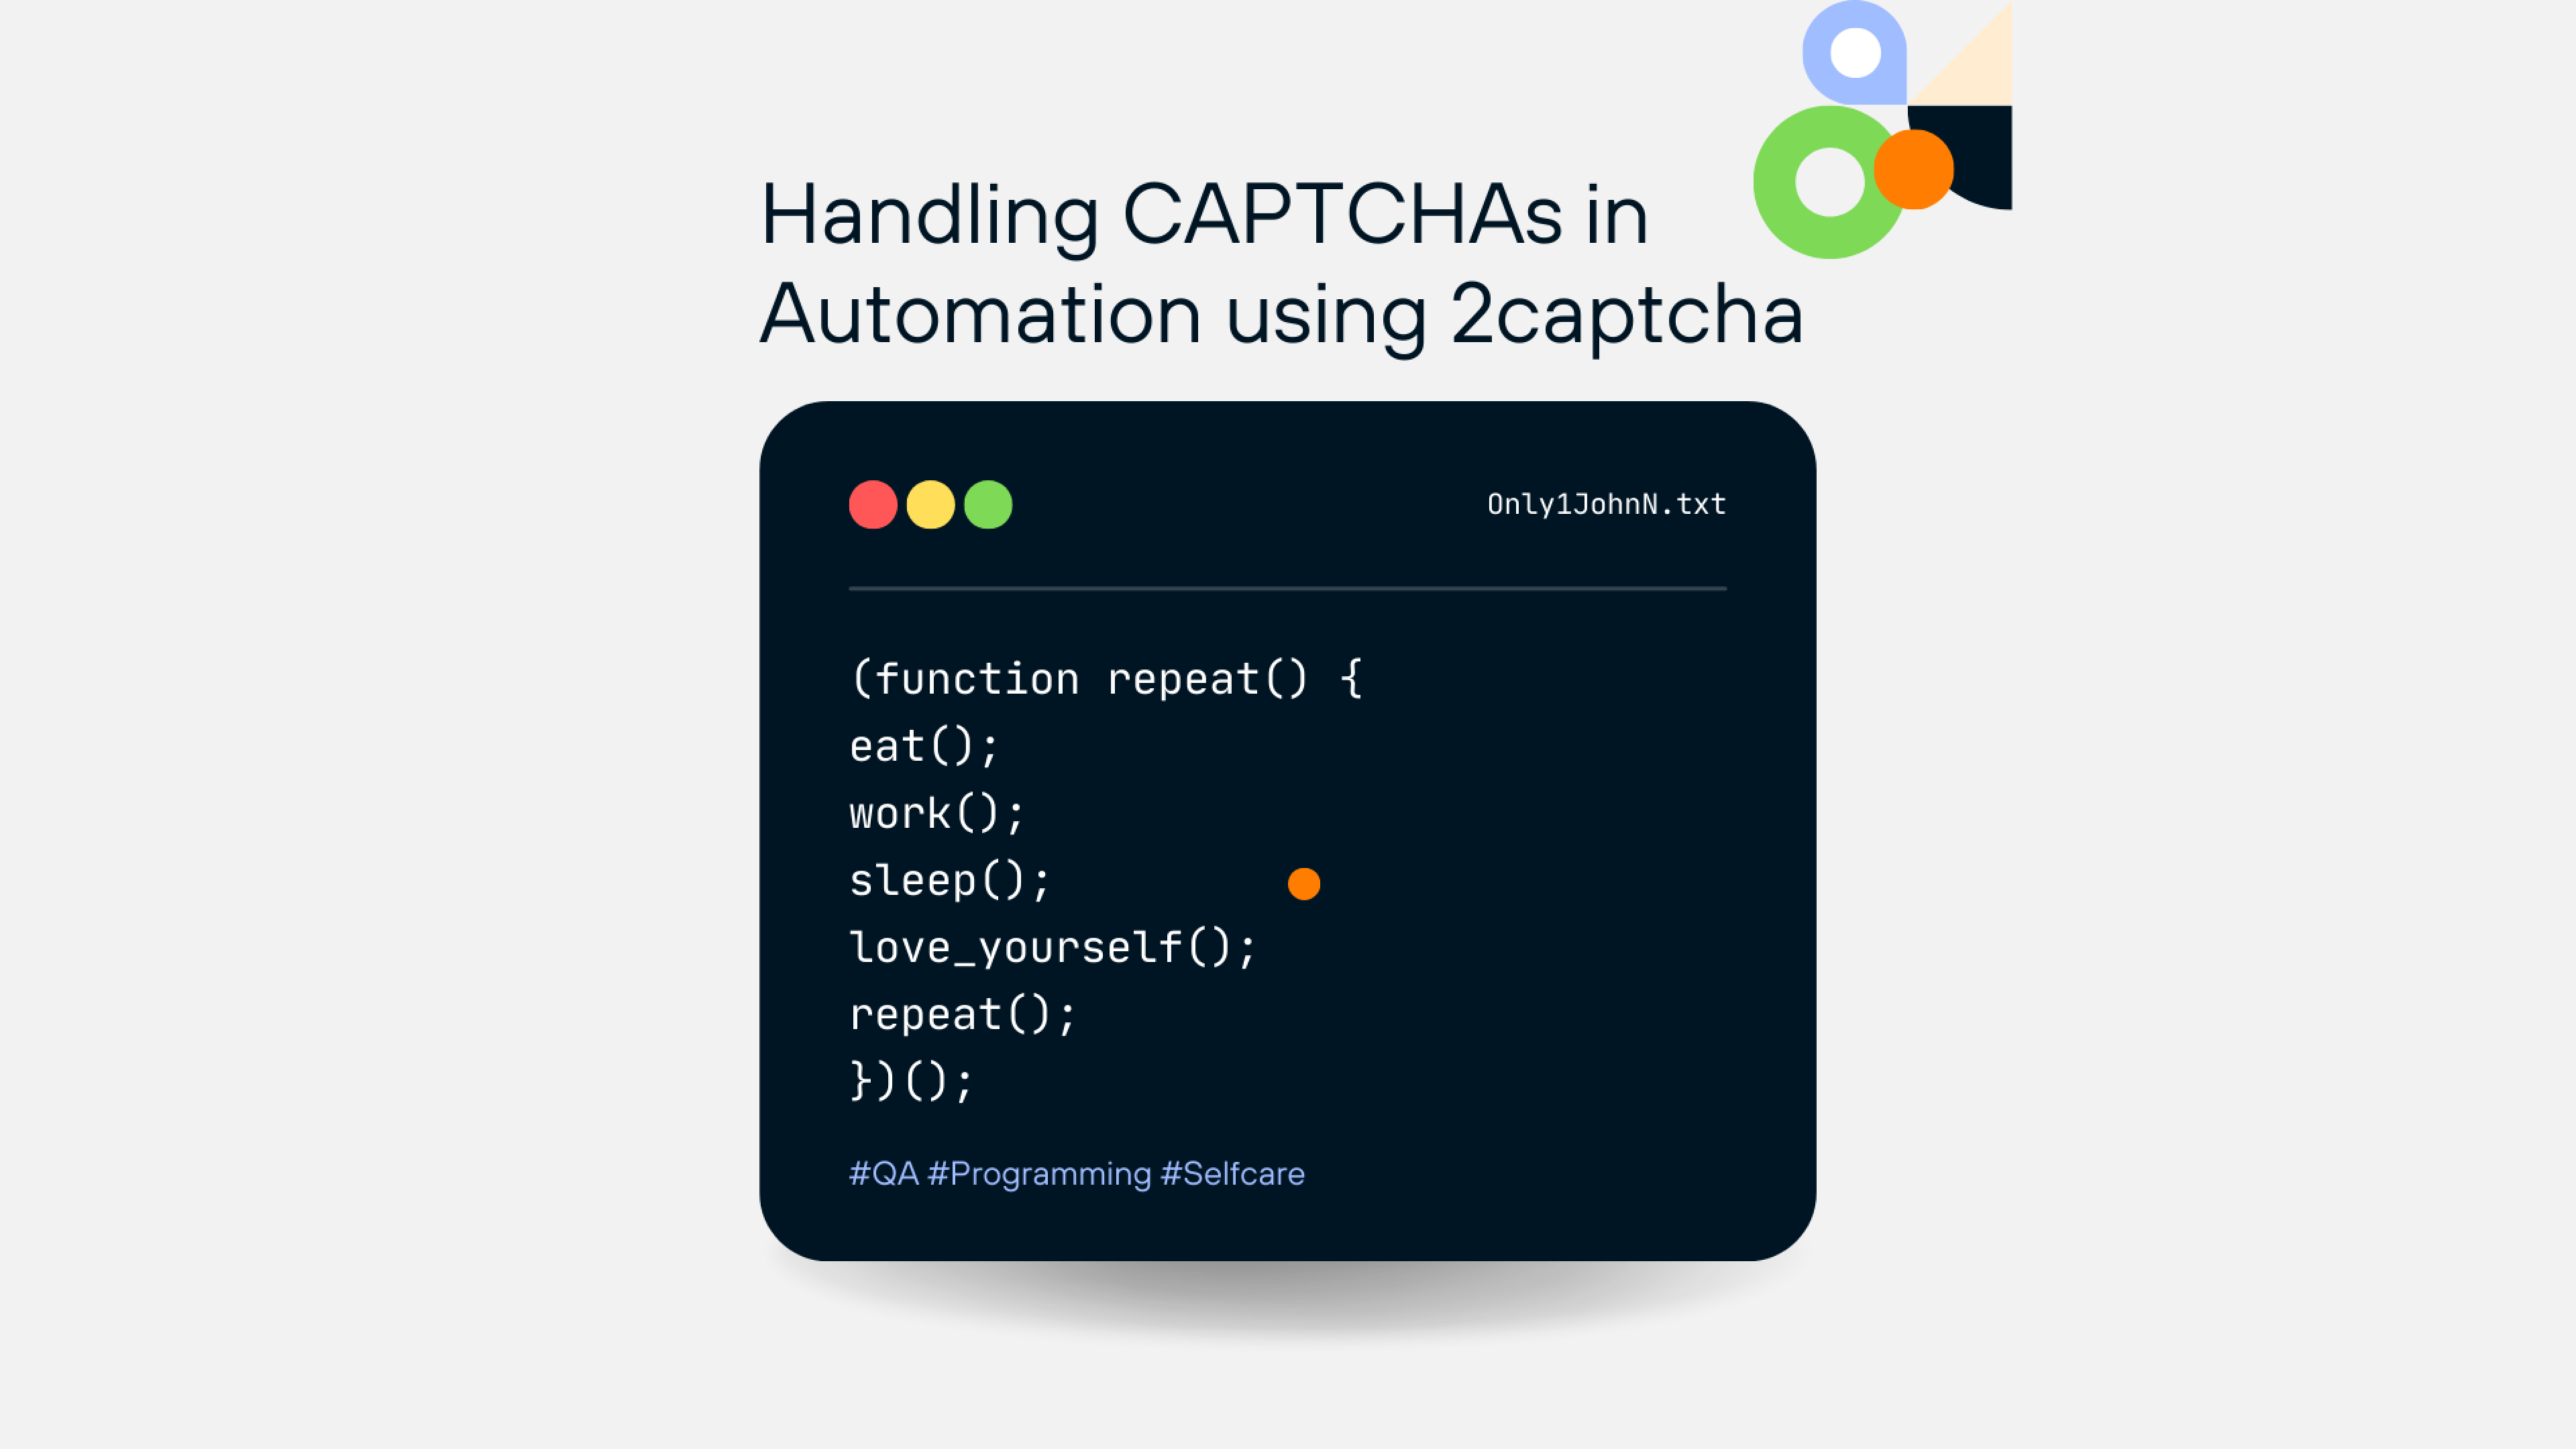 Handling CAPTCHAs in
Automation using 2captcha
Only1JohnN.txt
(function repeat() {
eat();
work();
sleep();
love_yourself();
repeat();
})();
#QA #Programming #Selfcare